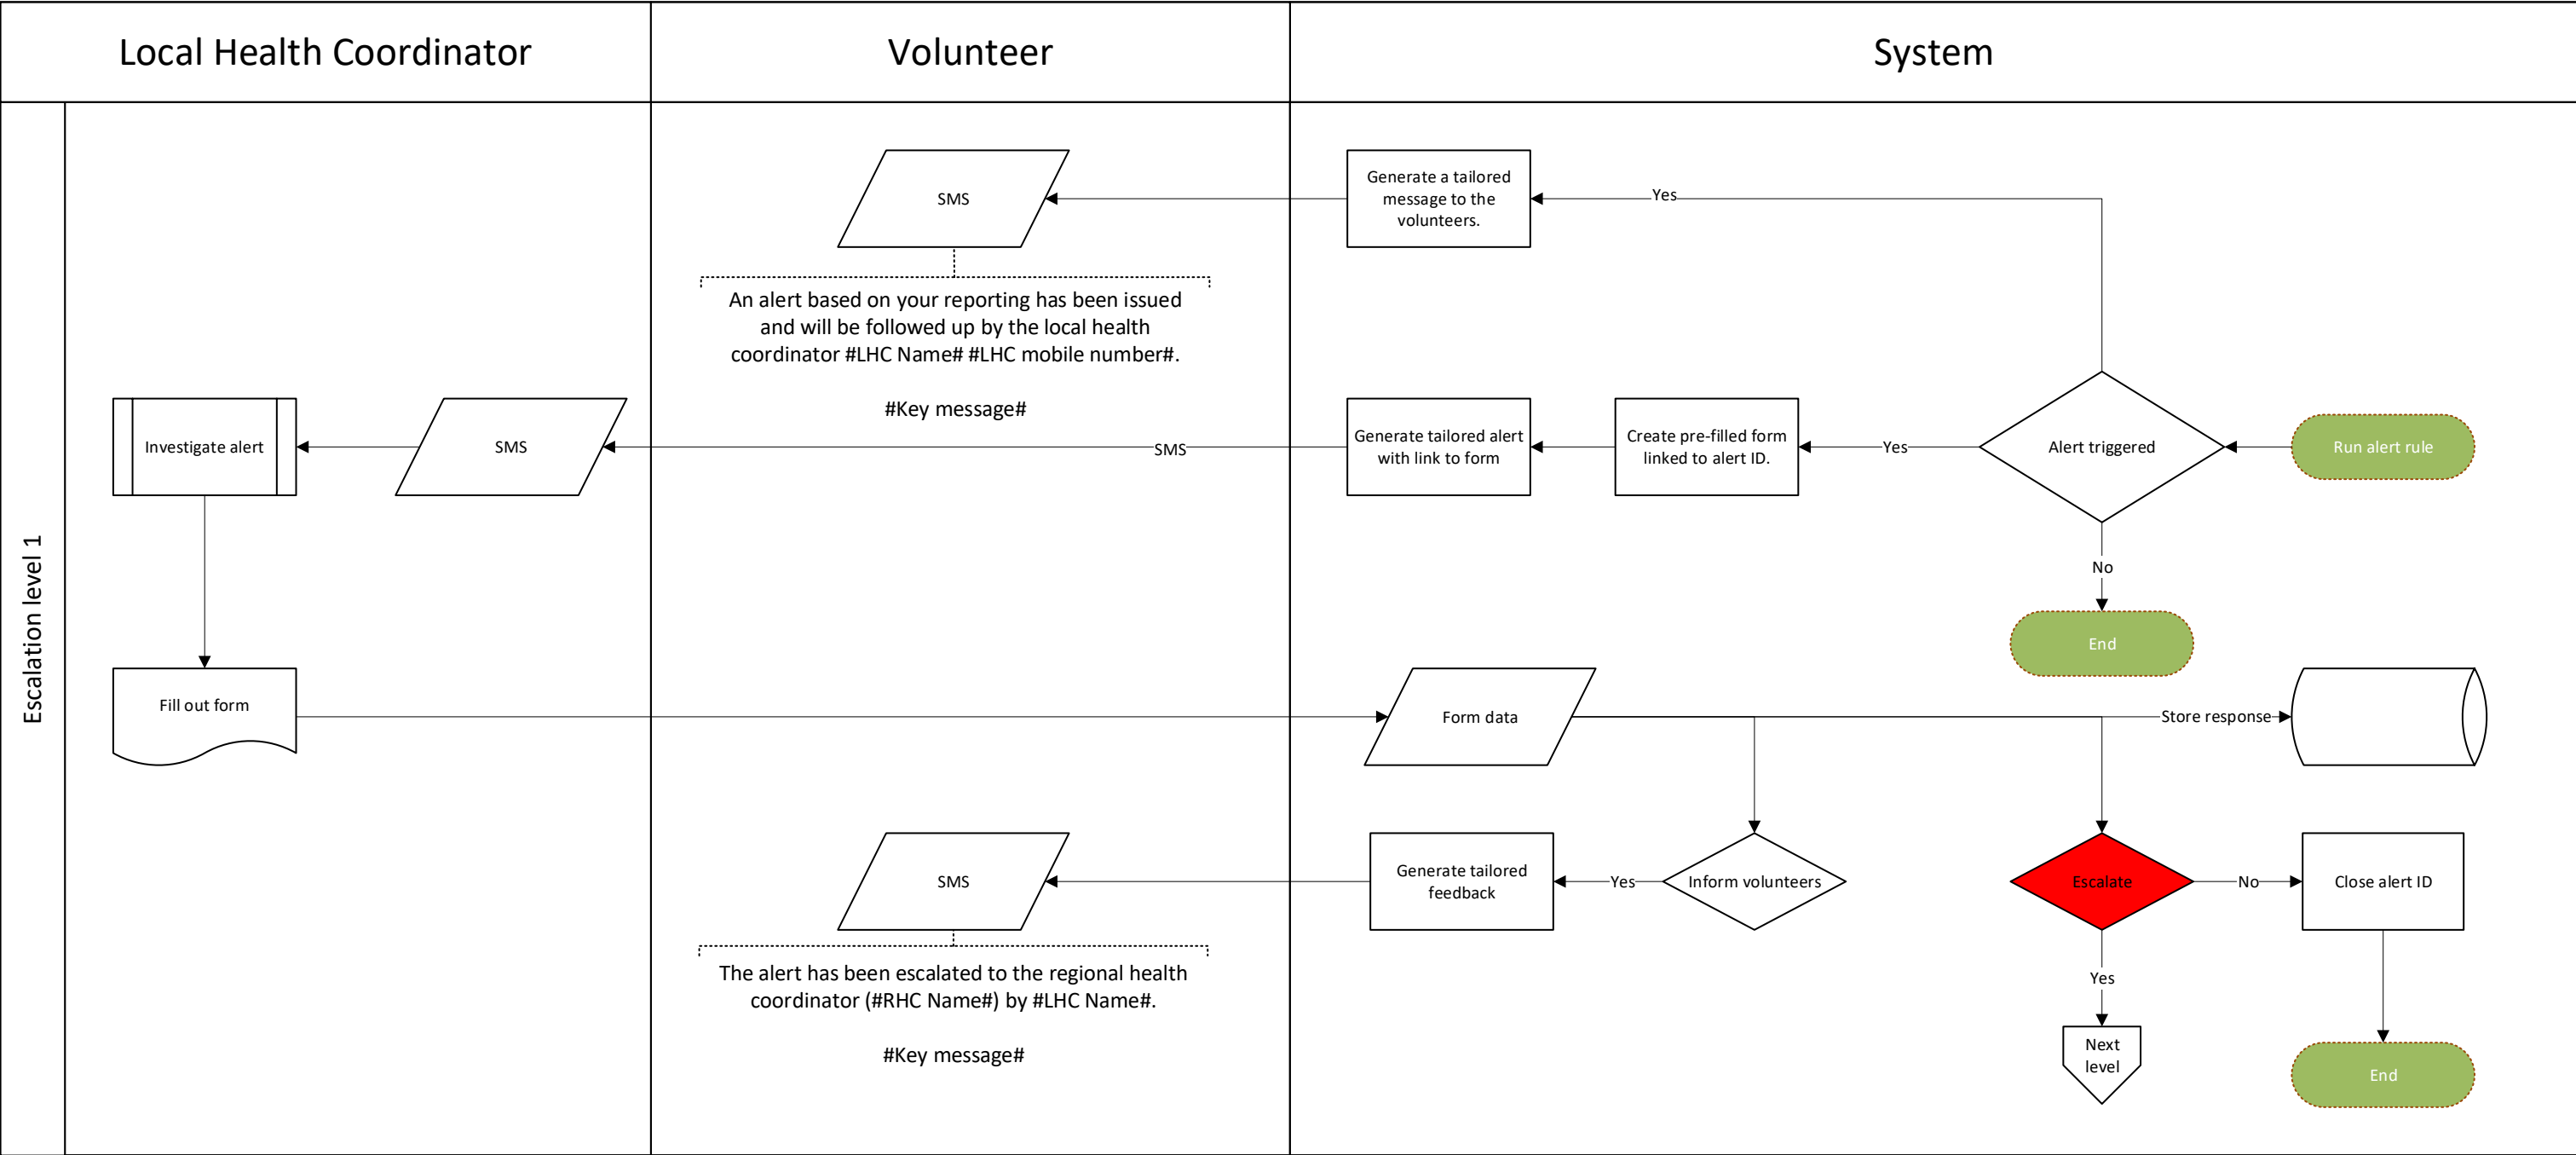 Local Health Coordinator
Volunteer
System
Escalation level 1
SMS
Generate a tailored
message to the
volunteers.
Yes
An alert based on your reporting has been issued
and will be followed up by the local health
coordinator #LHC Name# #LHC mobile number#.
#Key message#
Investigate alert
SMS
SMS
Generate tailored alert
with link to form
Create pre-filled form
linked to alert ID.
Yes
Alert triggered
Run alert rule
No
End
Fill out form
Form data
Store response
SMS
Generate tailored
feedback
Yes
Inform volunteers
Escalate
No
Close alert ID
The alert has been escalated to the regional health
coordinator (#RHC Name#) by #LHC Name#.
#Key message#
Yes
Next
level
End